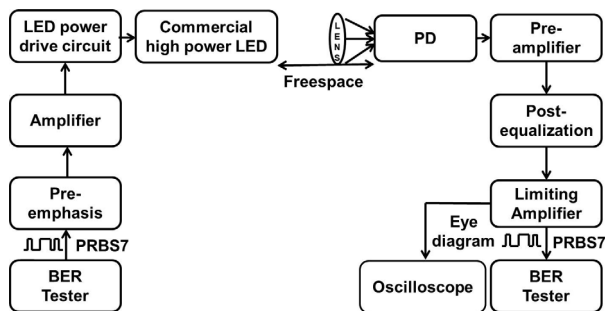 LED power
drive circuit
Commercial
high power LED
LENS
PD
Pre-
amplifier
Freespace
Amplifier
Post-
equalization
Pre-
emphasis
Limiting
Amplifier
PRBS7
Eye
diagram
PRBS7
BER
Tester
Oscilloscope
BER
Tester